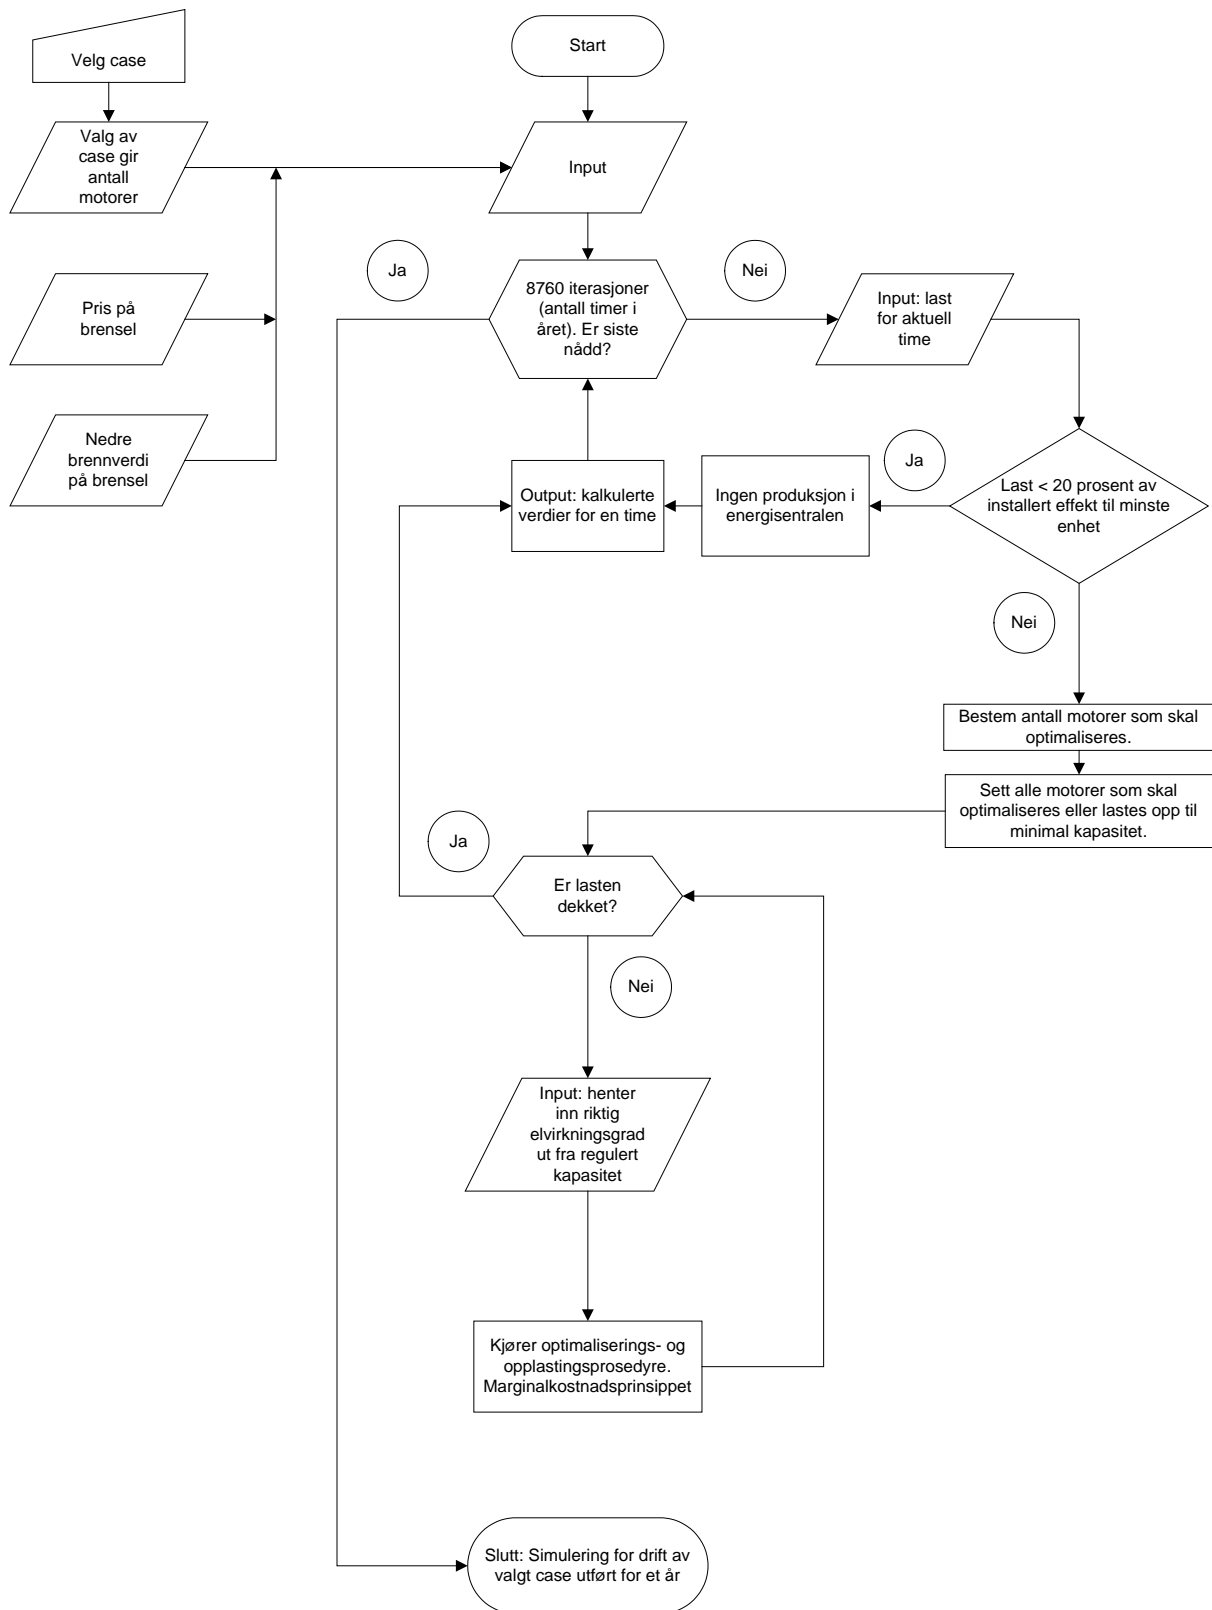 Velg case
Start
Valg av
case gir
antall
motorer
Input
Ja
Nei
Pris på
brensel
8760 iterasjoner
(antall timer i
året). Er siste
nådd?
Input: last
for aktuell
time
Nedre
brennverdi
på brensel
Output: kalkulerte
verdier for en time
Ingen produksjon i
energisentralen
Ja
Last < 20 prosent av
installert effekt til minste
enhet
Nei
Bestem antall motorer som skal
optimaliseres.
Sett alle motorer som skal
optimaliseres eller lastes opp til
minimal kapasitet.
Ja
Er lasten
dekket?
Nei
Input: henter
inn riktig
elvirkningsgrad
ut fra regulert
kapasitet
Kjører optimaliserings- og
opplastingsprosedyre.
Marginalkostnadsprinsippet
Slutt: Simulering for drift av
valgt case utført for et år